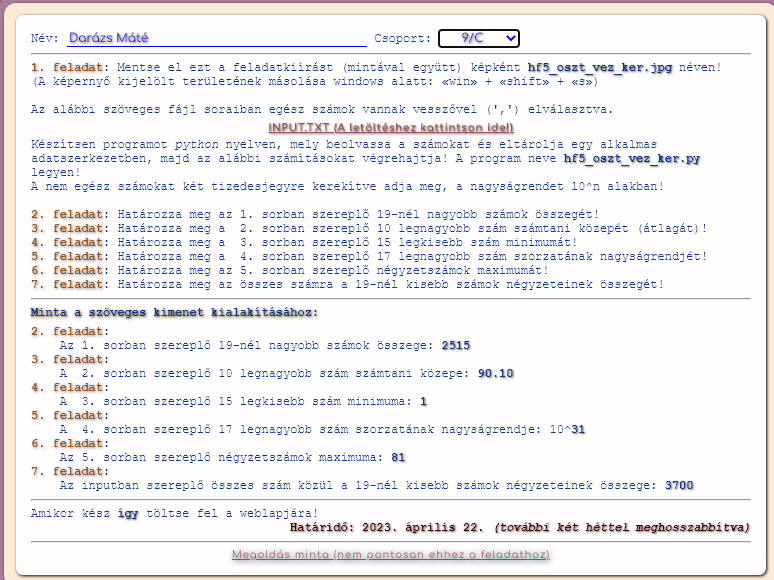 Név: Darázs Máté Csoport: 9/C
1. feladat: Mentse el ezt a feladatkiírást (mintával együtt) képként hf5_oszt_vez_ker.jpg néven!
(A képernyő kijelölt területének másolása windows alatt: «win» + «shift» + «s»)
Az alábbi szöveges fájl soraiban egész számok vannak vesszővel (',') elválasztva.
INPUT.TXT (A letöltéshez kattintson ide!)
Készítsen programot python nyelven, mely beolvassa a számokat és eltárolja egy alkalmas
adatszerkezetben, majd az alábbi számításokat végrehajtja! A program neve hf5_oszt_vez_ker.py
legyen!
A nem egész számokat két tizedesjegyre kerekítve adja meg, a nagyságrendet 10^n alakban!
2. feladat: Határozza meg az 1. sorban szereplő 19-nél nagyobb számok összegét!
3. feladat: Határozza meg a  2. sorban szereplő 10 legnagyobb szám számtani közepét (átlagát)!
4. feladat: Határozza meg a  3. sorban szereplő 15 legkisebb szám minimumát!
5. feladat: Határozza meg a  4. sorban szereplő 17 legnagyobb szám szorzatának nagyságrendjét!
6. feladat: Határozza meg az 5. sorban szereplő négyzetszámok maximumát!
7. feladat: Határozza meg az összes számra a 19-nél kisebb számok négyzeteinek összegét!
Minta a szöveges kimenet kialakításához:
2. feladat:
Az 1. sorban szereplő 19-nél nagyobb számok összege: 2515
3. feladat:
A  2. sorban szereplő 10 legnagyobb szám számtani közepe: 90.10
4. feladat:
A  3. sorban szereplő 15 legkisebb szám minimuma: 1
5. feladat:
A  4. sorban szereplő 17 legnagyobb szám szorzatának nagyságrendje: 10^31
6. feladat:
Az 5. sorban szereplő négyzetszámok maximuma: 81
7. feladat:
Az inputban szereplő összes szám közül a 19-nél kisebb számok négyzeteinek összege: 3700
Amikor kész így töltse fel a weblapjára!
Határidő: 2023. április 22. (további két héttel meghosszabbítva)
Megoldás minta (nem pontosan ehhez a feladathoz)